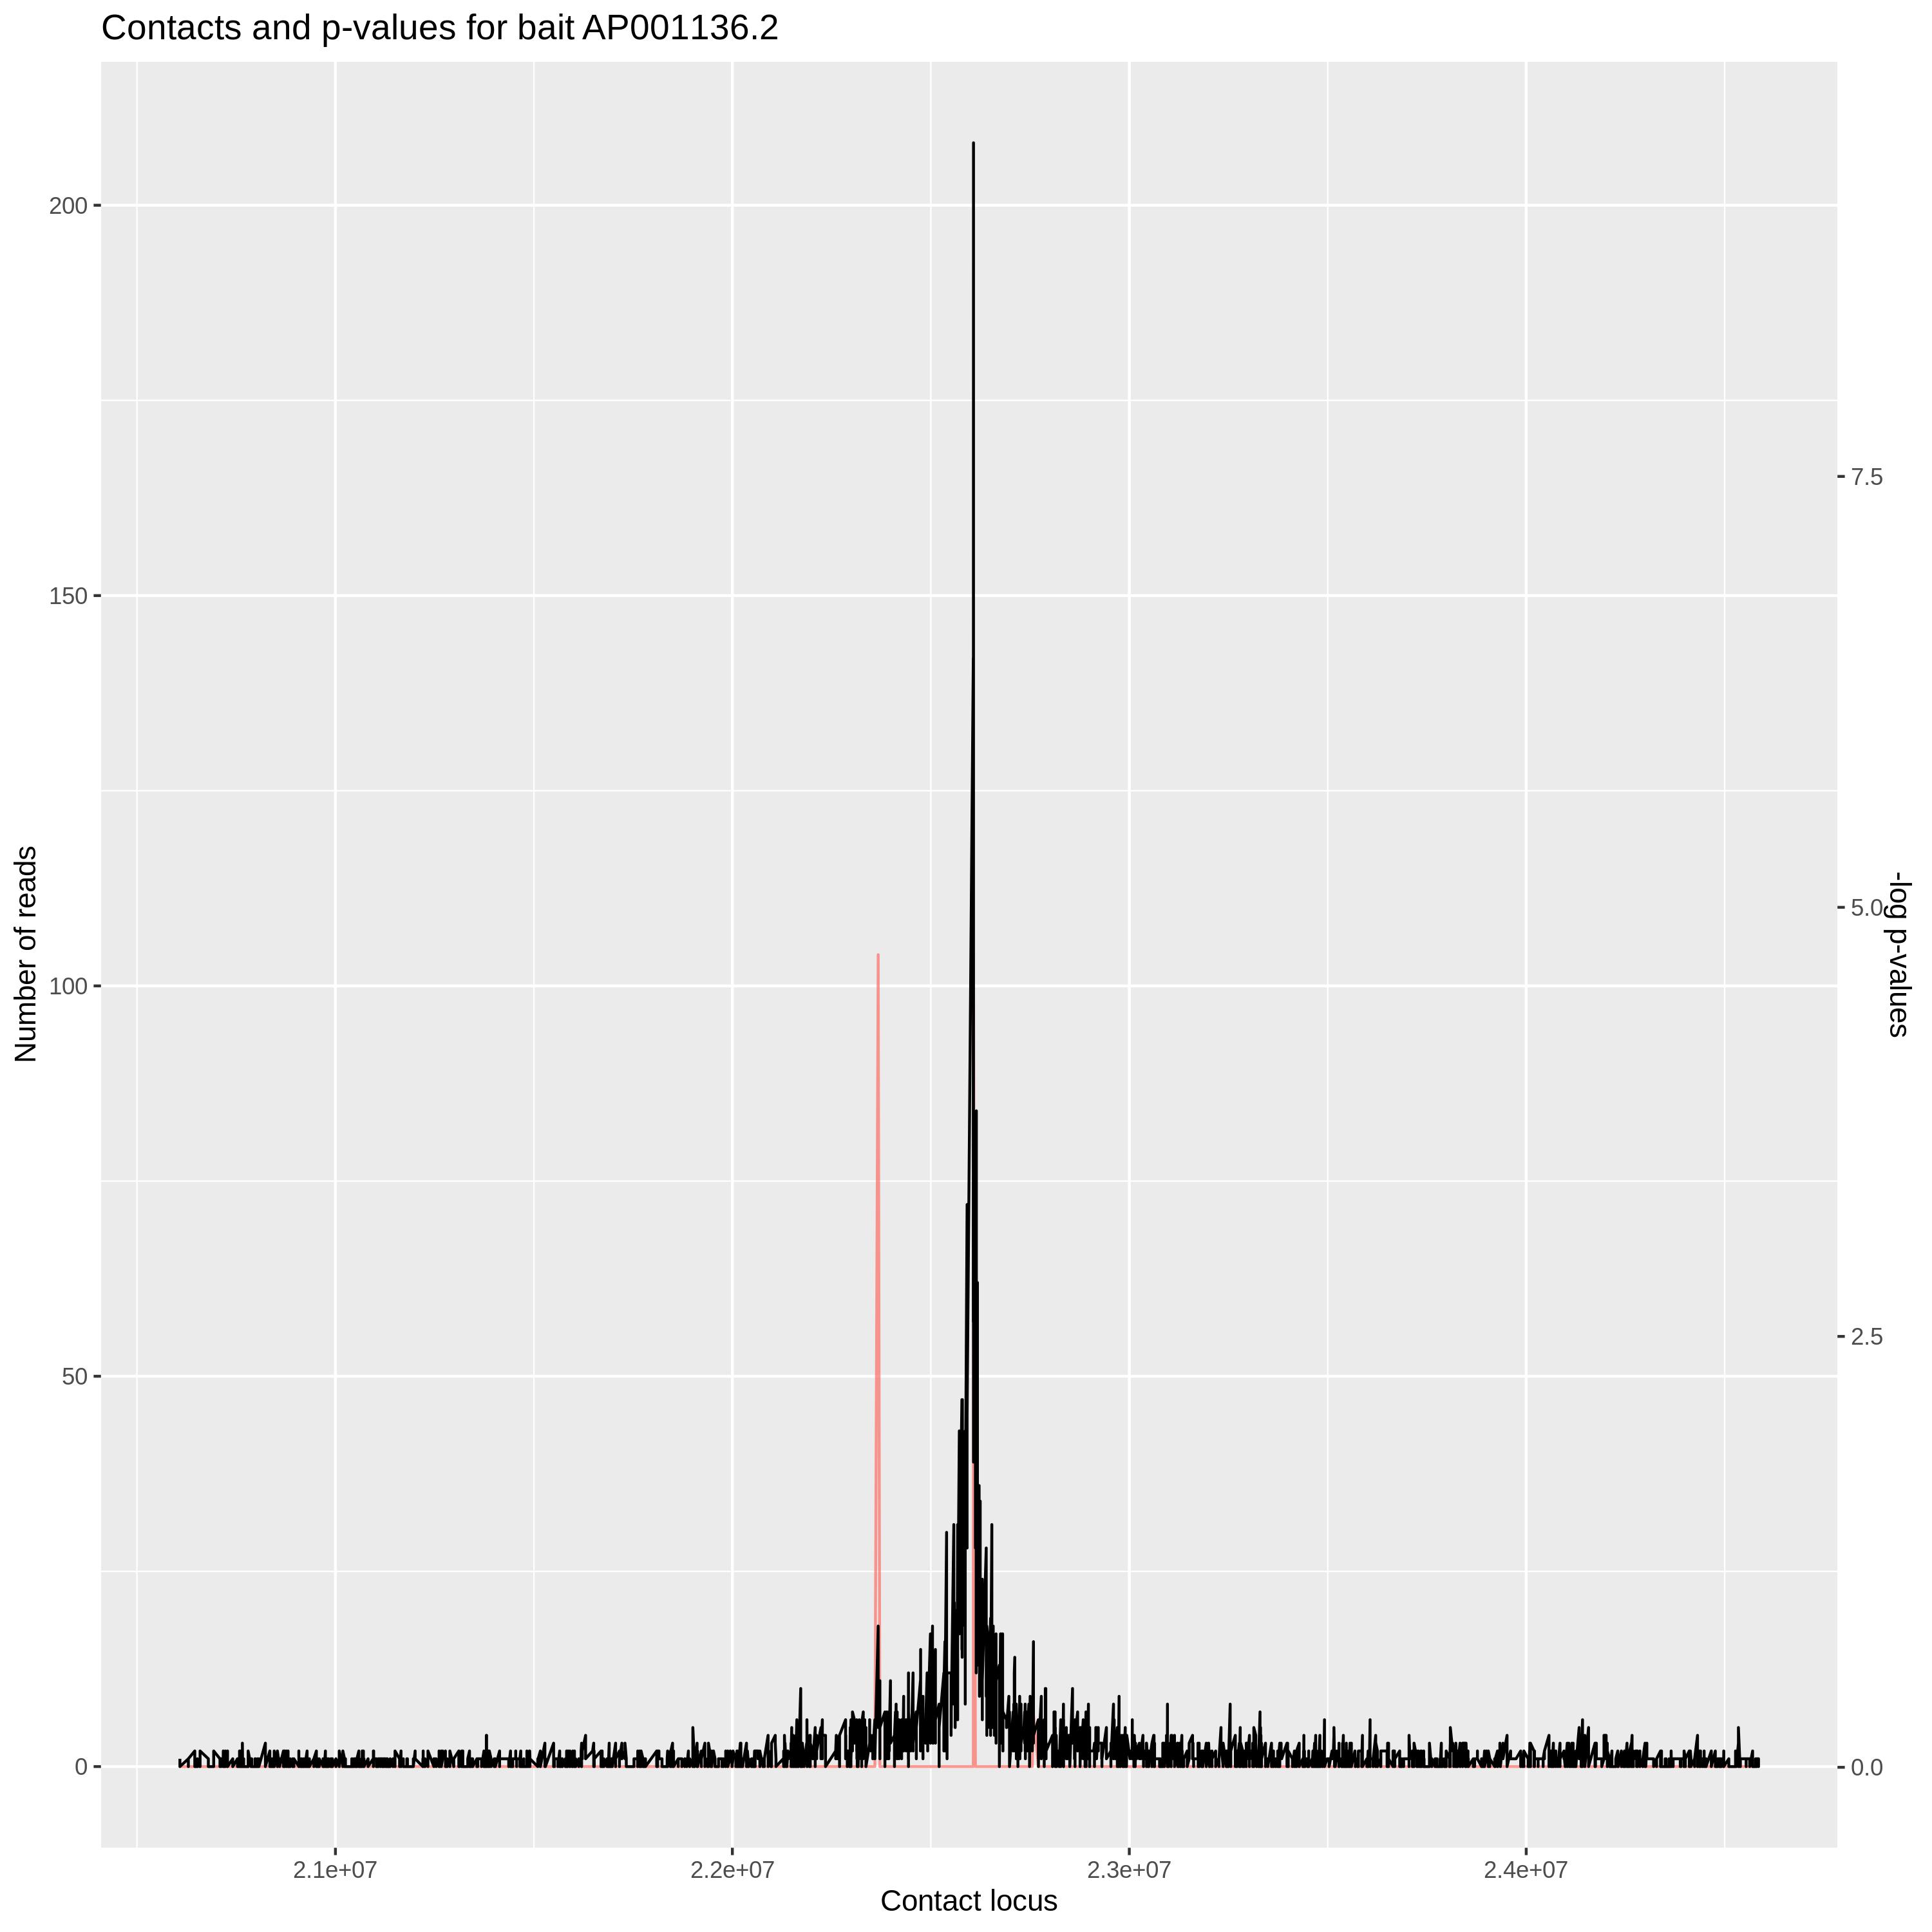 Contacts and p-values for bait AP001136.2
Number of reads
200
150
100
50
0
7.5
5.0
2.5
0.0
-log p-values
2.1e+07
2.2e+07
2.3e+07
2.4e+07
Contact locus